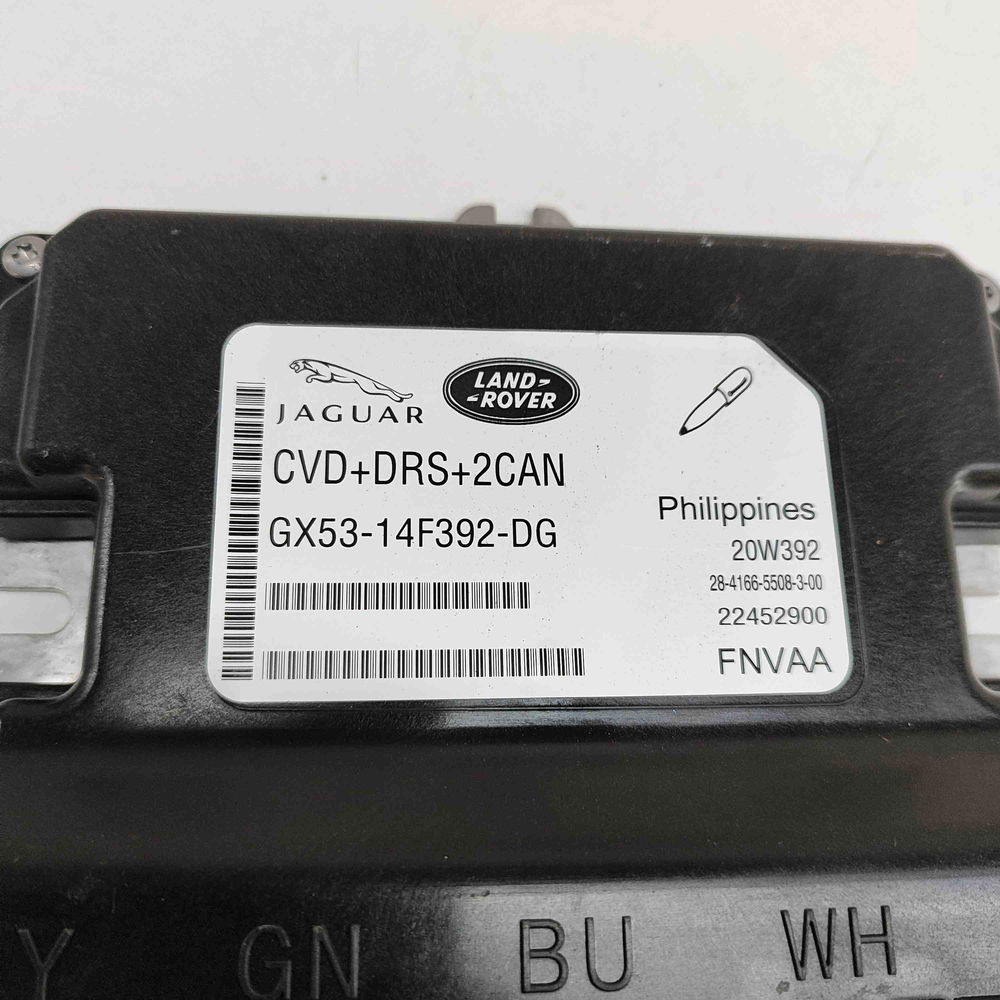 JAGUAR
LAND-
-ROVER
CVD+DRS+2CAN
GX53-14F392-DG
Philippines
20W392
28-4166-5508-3-00
22452900
FNVAA
Y GN BU WH